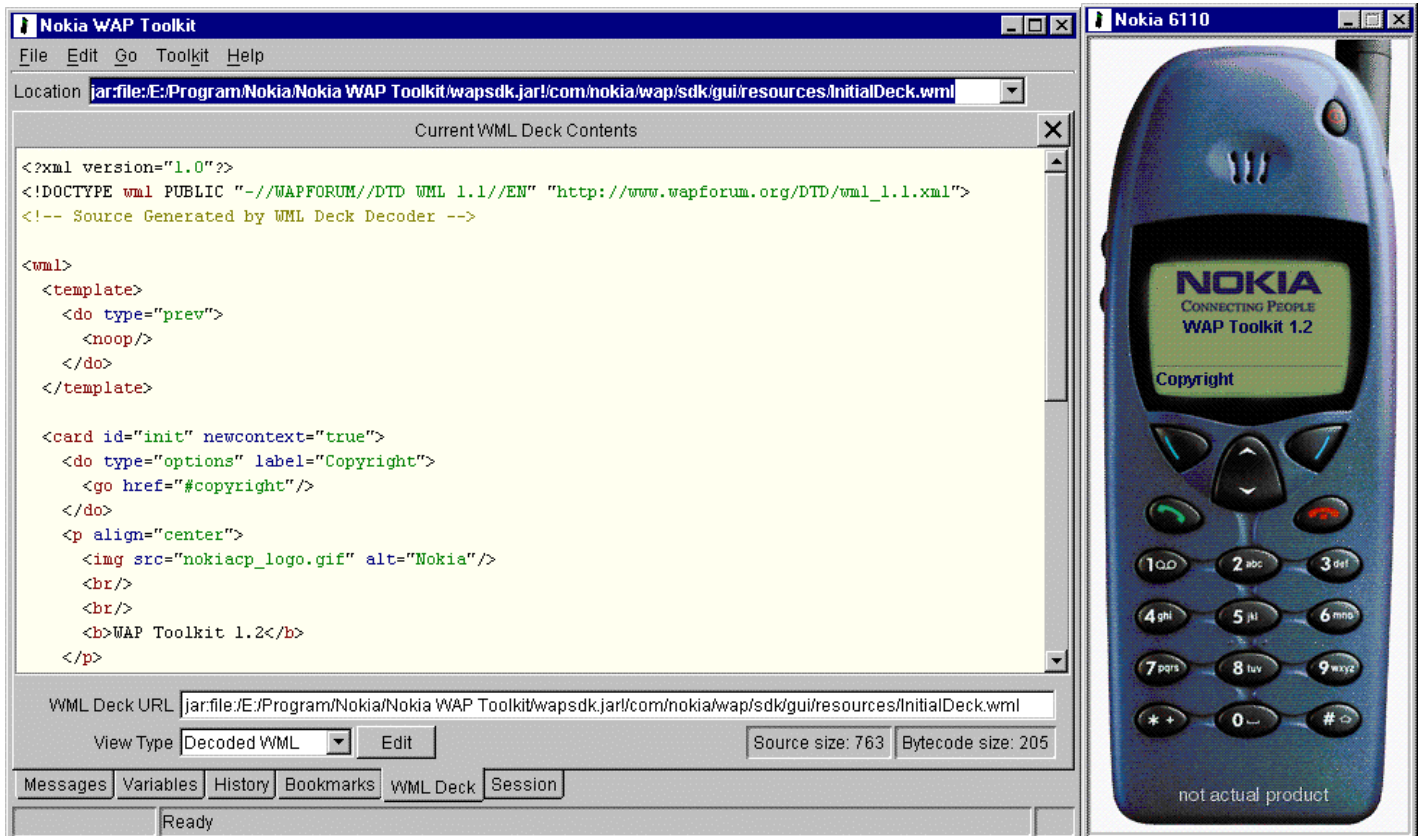 Nokia WAP Toolkit
File Edit Go Toolkit Help
Location jar:file:/E:/Program/Nokia/Nokia WAP Toolkit/wapsdk.jar!/com/nokia/wap/sdk/gui/resources/InitialDeck.wml
Current WML Deck Contents
<?xml version="1.0"?>
<!DOCTYPE wml PUBLIC "-//WAPFORUM//DTD WML 1.1//EN" "http://www.wapforum.org/DTD/wml_1.1.xml">
<!-- Source Generated by WML Deck Decoder -->
<wml>
<template>
<do type="prev">
<noop/>
</do>
</template>
<card id="init" newcontext="true">
<do type="options" label="Copyright">
<go href="#copyright"/>
</do>
<p align="center">
<img src="nokiacp_logo.gif" alt="Nokia"/>
<br/>
<br/>
<b>WAP Toolkit 1.2</b>
</p>
WML Deck URL jar:file:/E:/Program/Nokia/Nokia WAP Toolkit/wapsdk.jar!/com/nokia/wap/sdk/gui/resources/InitialDeck.wml
View Type Decoded WML Edit Source size: 763 Bytecode size: 205
Messages Variables History Bookmarks WML Deck Session
Ready
Nokia 6110
NOKIA
CONNECTING PEOPLE
WAP Toolkit 1.2
Copyright
1 2 abc 3 def
4 ghi 5 jkl 6 mno
7 pqrs 8 tuv 9 wxyz
* + 0 #
not actual product